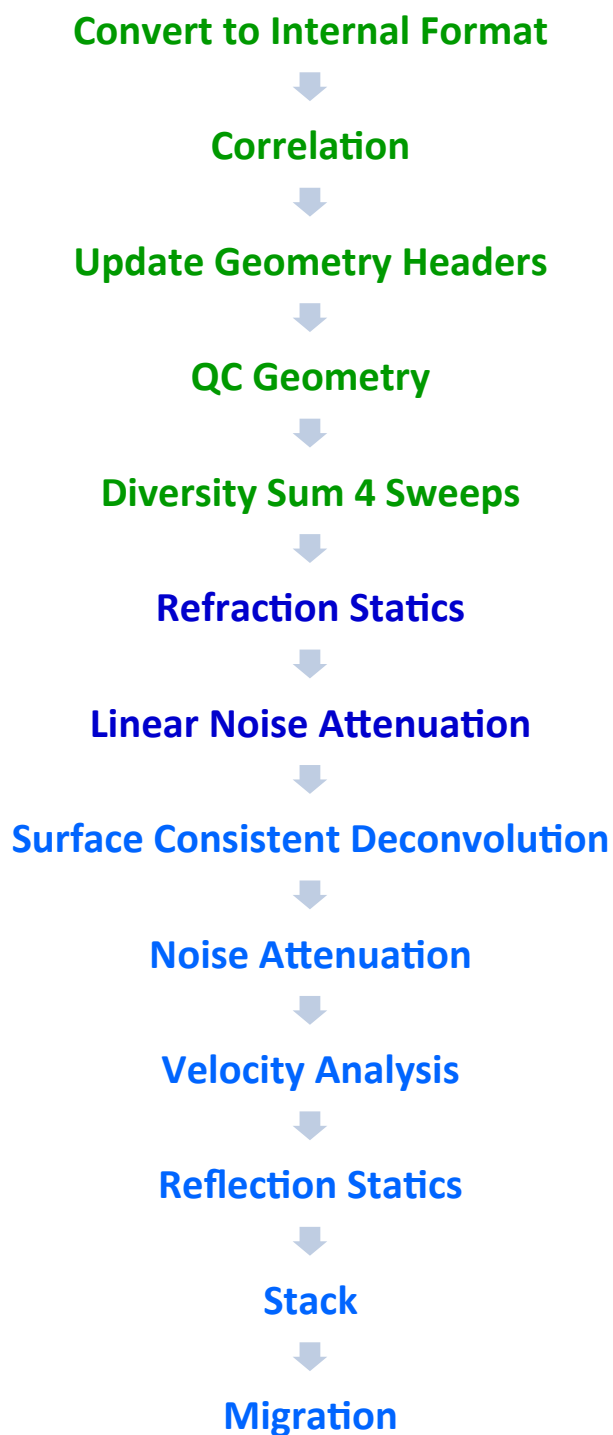 Convert to Internal Format
Correlation
Update Geometry Headers
QC Geometry
Diversity Sum 4 Sweeps
Refraction Statics
Linear Noise Attenuation
Surface Consistent Deconvolution
Noise Attenuation
Velocity Analysis
Reflection Statics
Stack
Migration